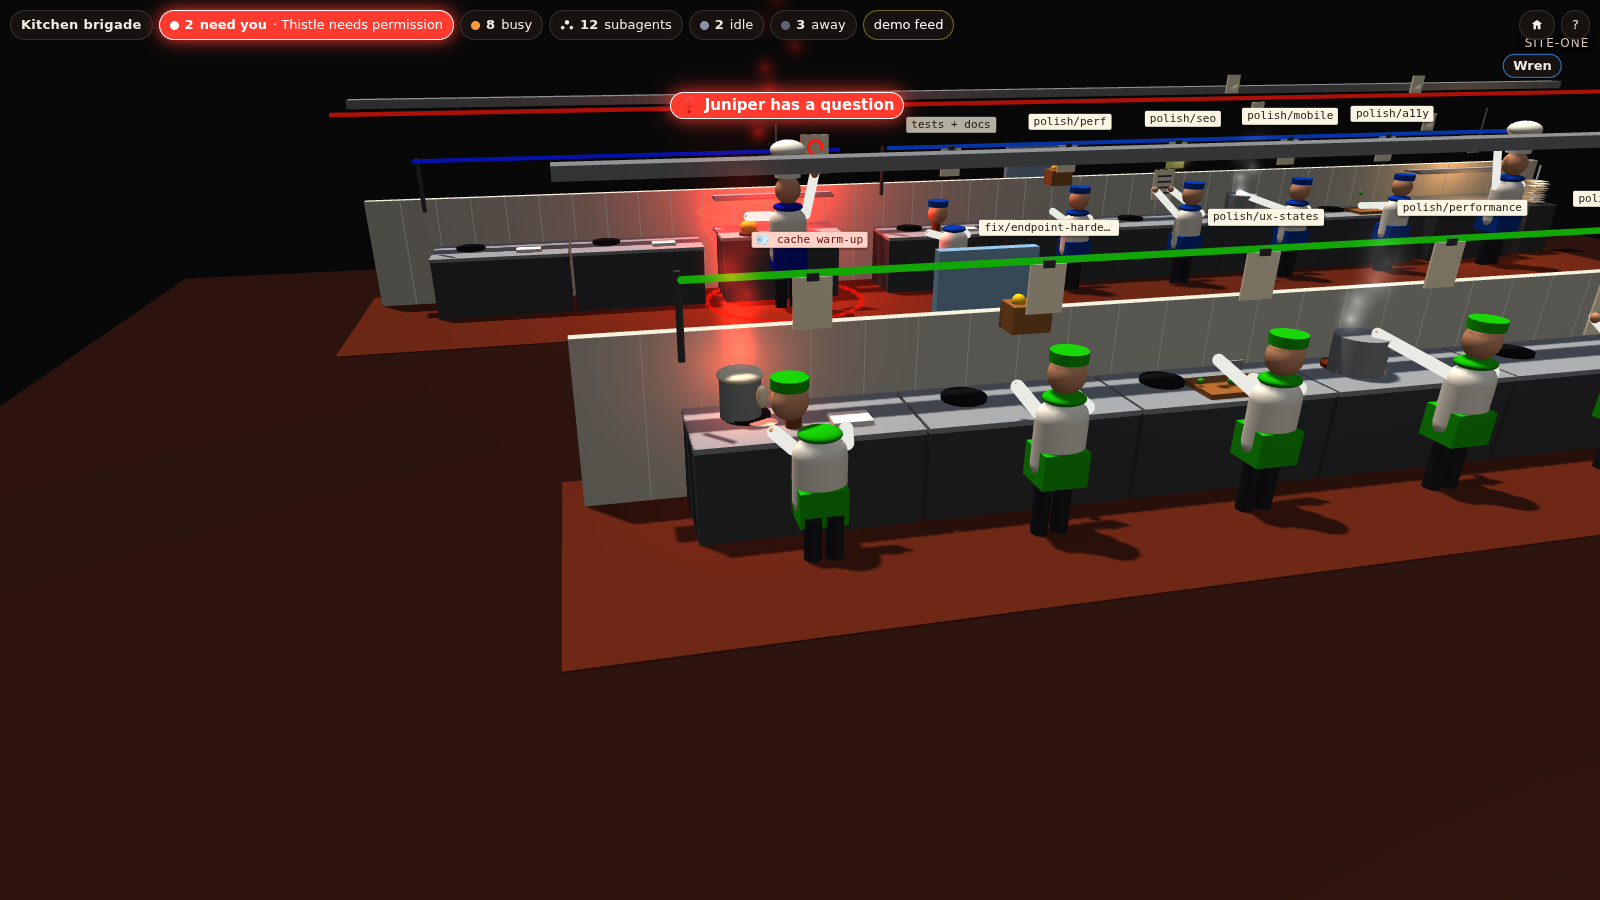 Kitchen brigade
2 need you · Thistle needs permission
8 busy
12 subagents
2 idle
3 away
demo feed
?
SITE-ONE
Wren
❗ Juniper has a question
tests + docs
polish/perf
polish/seo
polish/mobile
polish/a11y
💨 cache warm-up
fix/endpoint-harde…
polish/ux-states
polish/performance